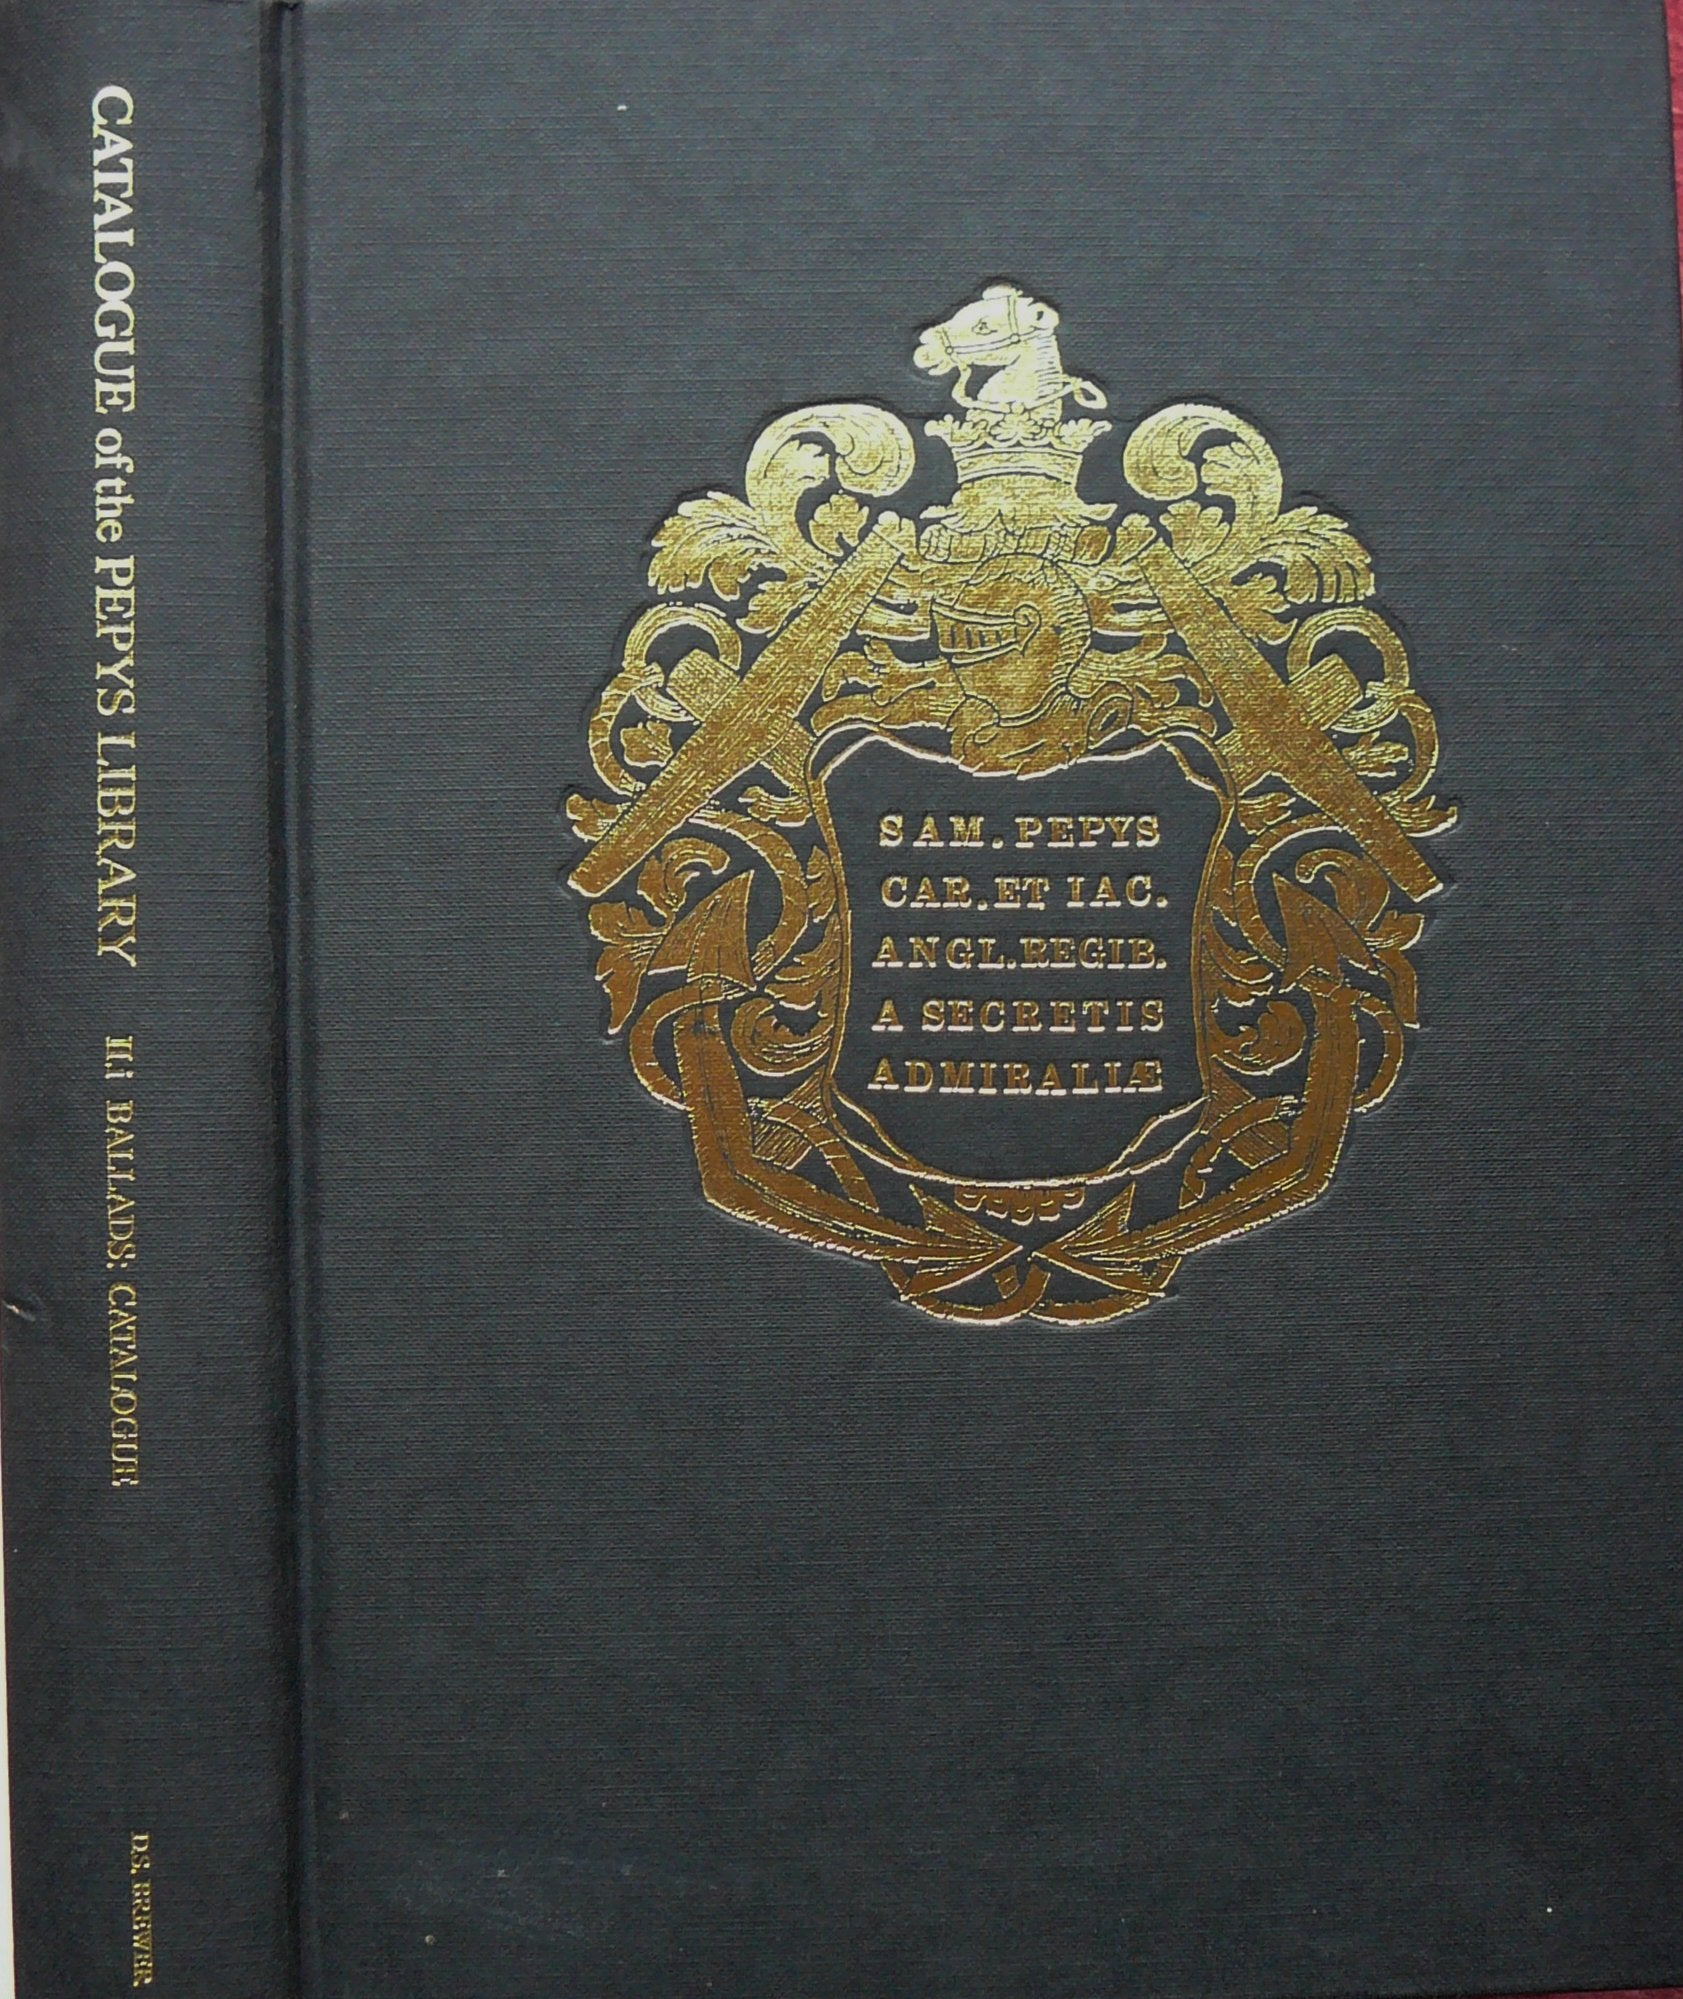 CATALOGUE of the PEPYS LIBRARY II.i BALLADS: CATALOGUE
D.S. BREWER
SAM. PEPYS
CAR. ET IAC.
ANGL. REGIB.
A SECRETIS
ADMIRALIÆ